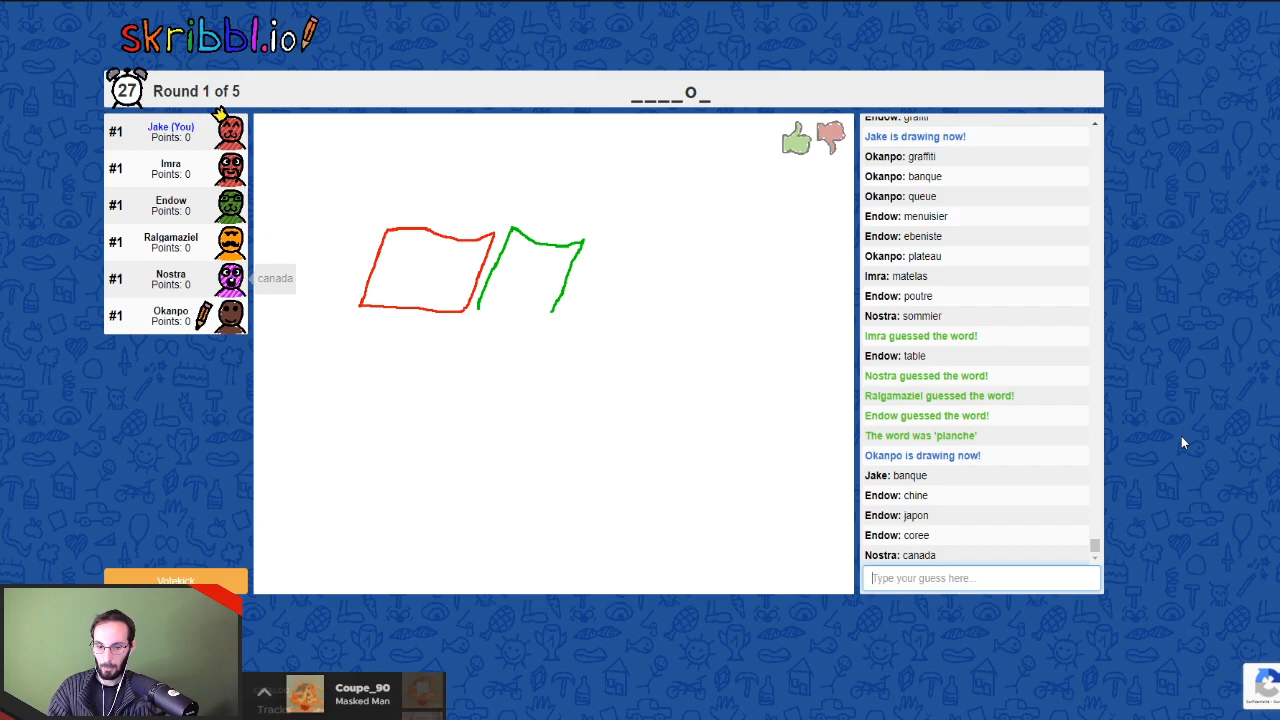 skribbl.io!
27
Round 1 of 5
____o_
#1 Jake (You)
Points: 0
#1 Imra
Points: 0
#1 Endow
Points: 0
#1 Ralgamaziel
Points: 0
#1 Nostra
Points: 0
#1 Okanpo
Points: 0
canada
Votekick
Endow: grafiti
Jake is drawing now!
Okanpo: graffiti
Okanpo: banque
Okanpo: queue
Endow: menuisier
Endow: ebeniste
Okanpo: plateau
Imra: matelas
Endow: poutre
Nostra: sommier
Imra guessed the word!
Endow: table
Nostra guessed the word!
Ralgamaziel guessed the word!
Endow guessed the word!
The word was 'planche'
Okanpo is drawing now!
Jake: banque
Endow: chine
Endow: japon
Endow: coree
Nostra: canada
Type your guess here...
Coupe_90
Masked Man